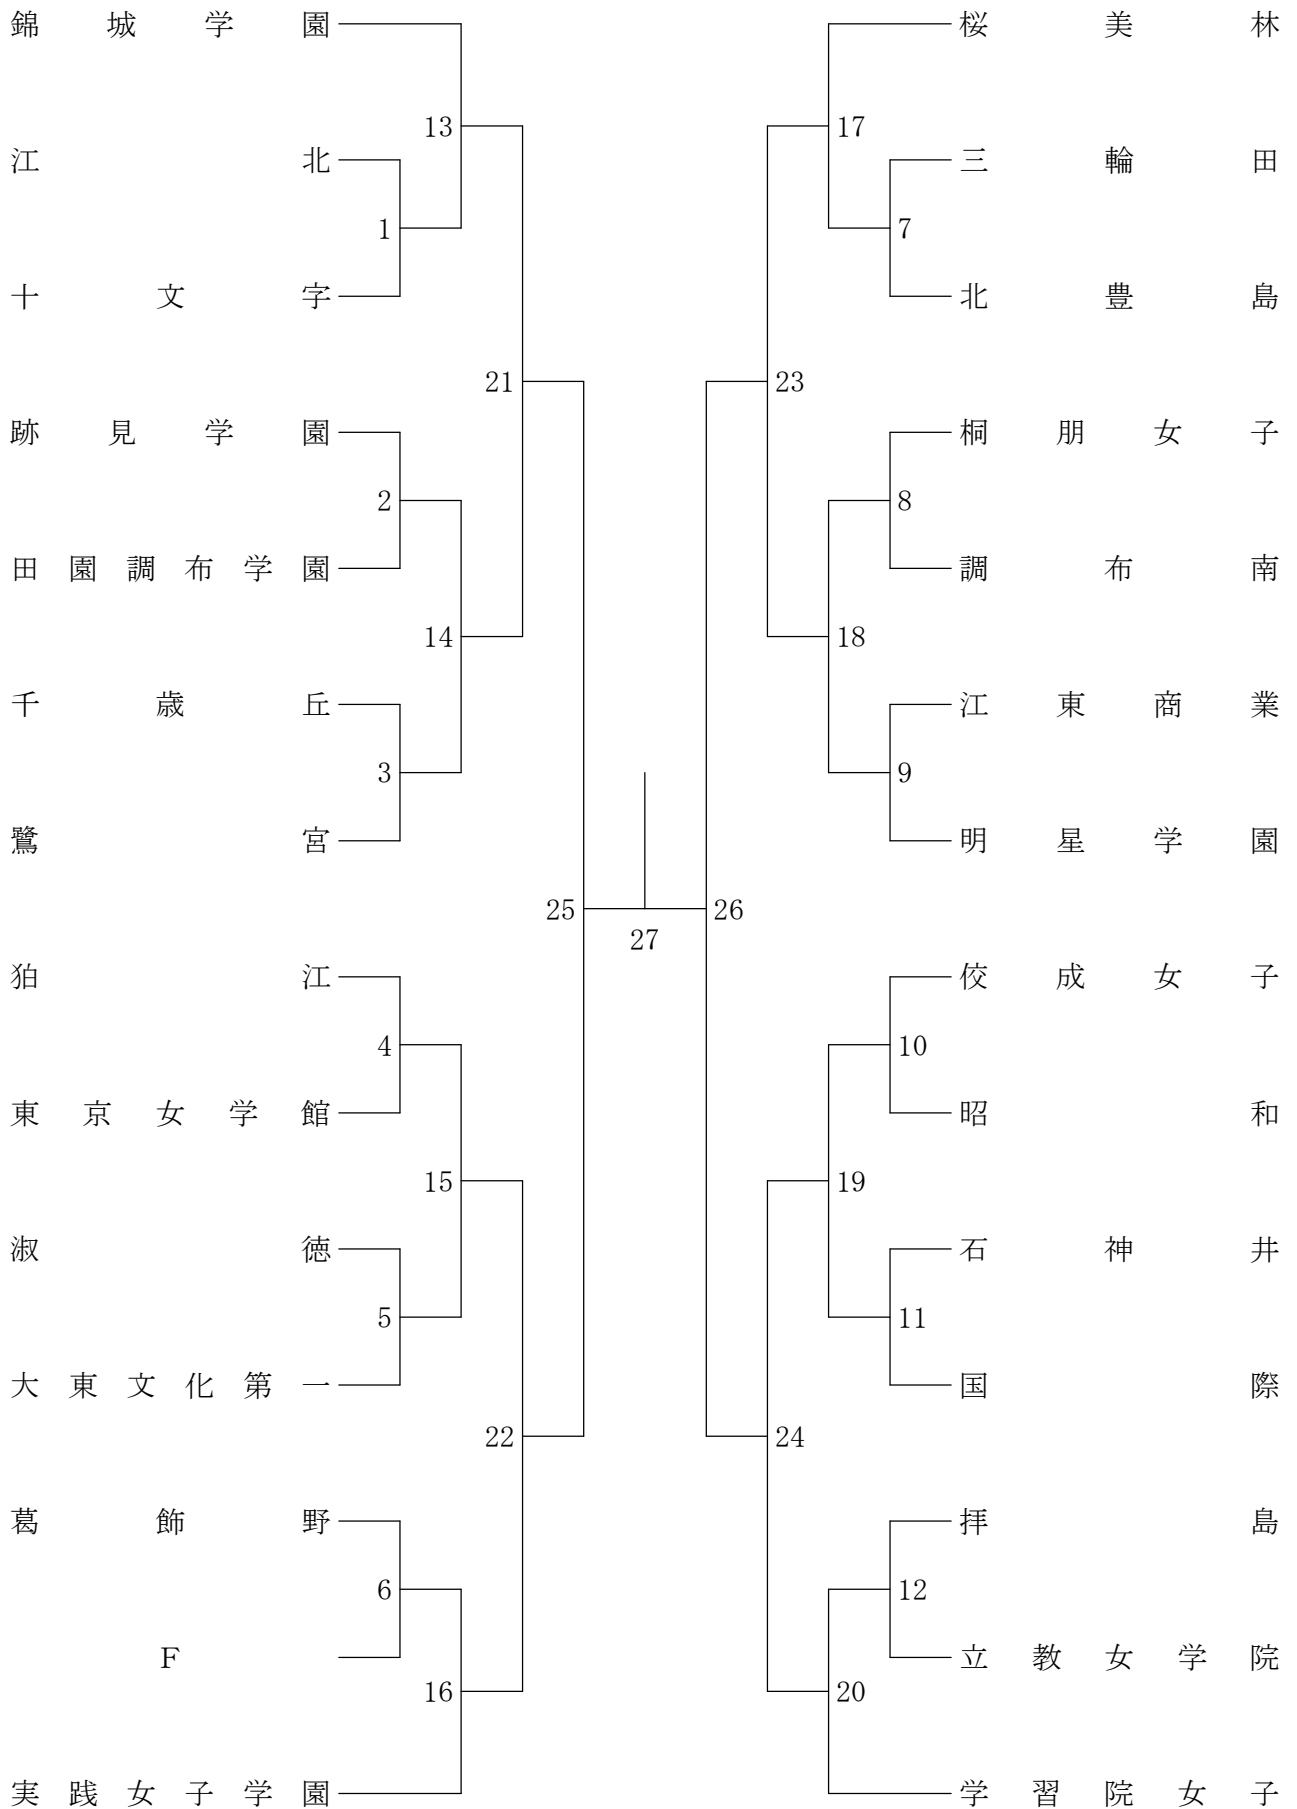 錦城学園 桜美林
13 17
江北 三輪田
1 7
十文字 北豊島
21 23
跡見学園 桐朋女子
2 8
田園調布学園 調布南
14 18
千歳丘 江東商業
3 9
鷺宮 明星学園
25 26
27
狛江 佼成女子
4 10
東京女学館 昭和
15 19
淑徳 石神井
5 11
大東文化第一 国際
22 24
葛飾野 拝島
6 12
F 立教女学院
16 20
実践女子学園 学習院女子